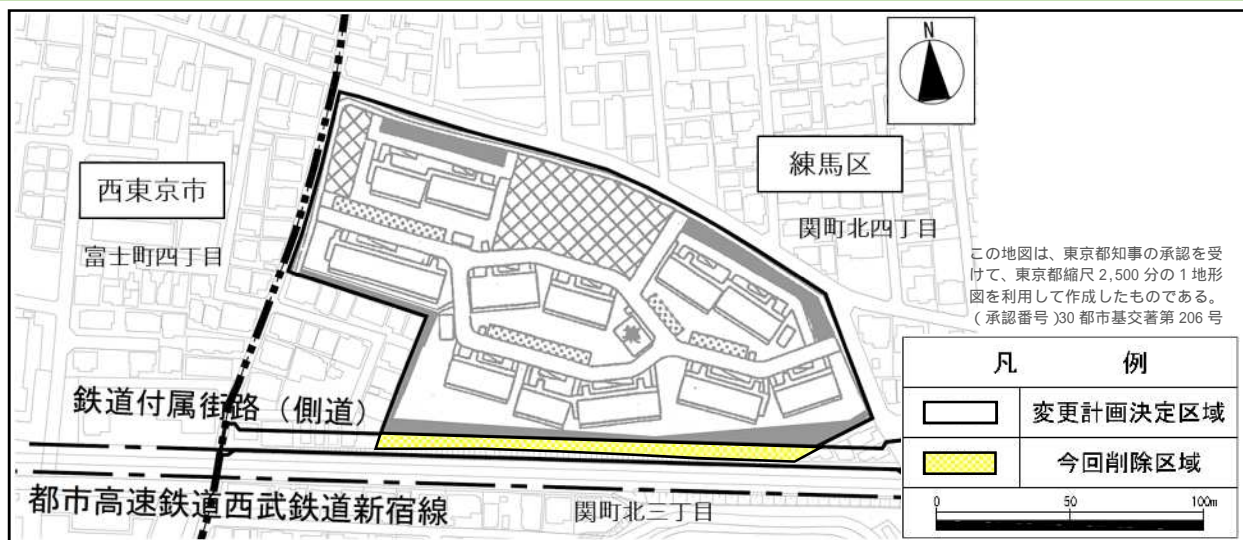 N
西東京市
富士町四丁目
練馬区
関町北四丁目
この地図は、東京都知事の承認を受
けて、東京都縮尺2,500分の1地形
図を利用して作成したものである。
(承認番号)30都市基交著第206号
凡 例
変更計画決定区域
今回削除区域
0 50 100m
鉄道付属街路(側道)
都市高速鉄道西武鉄道新宿線
関町北三丁目